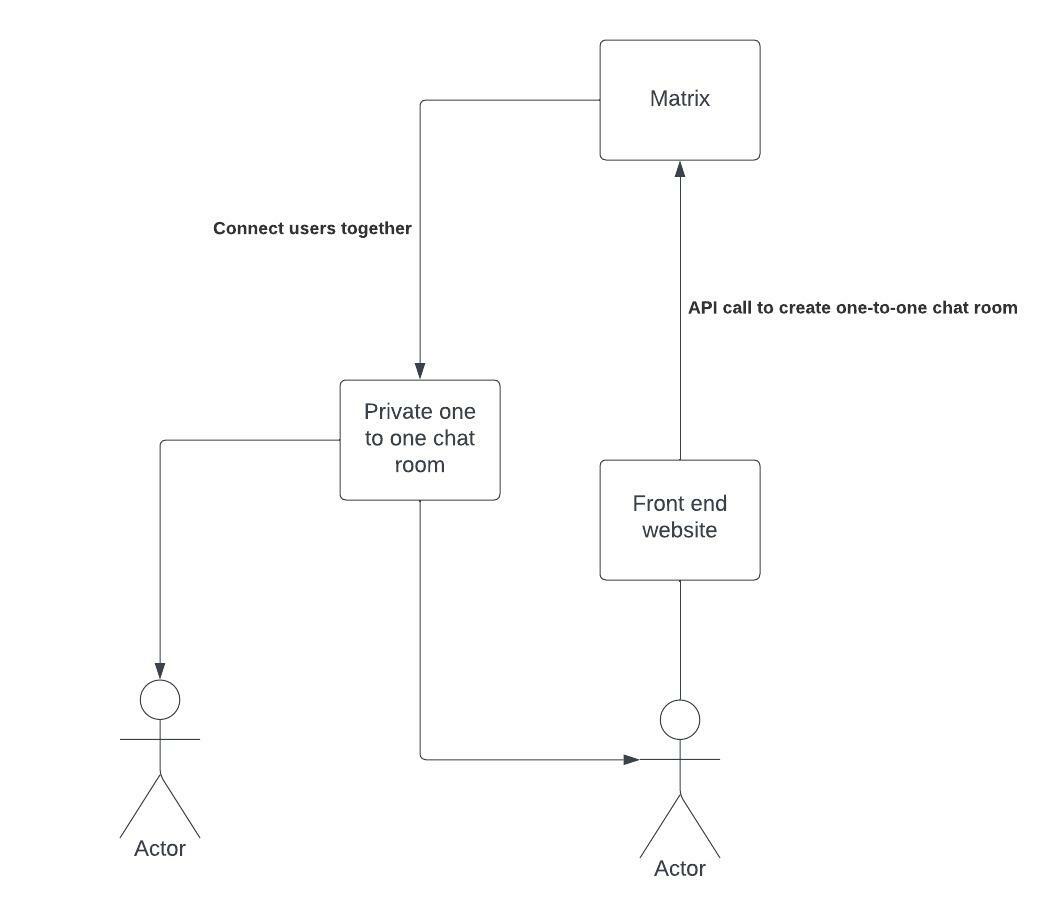 Matrix
Connect users together
API call to create one-to-one chat room
Private one
to one chat
room
Front end
website
Actor
Actor